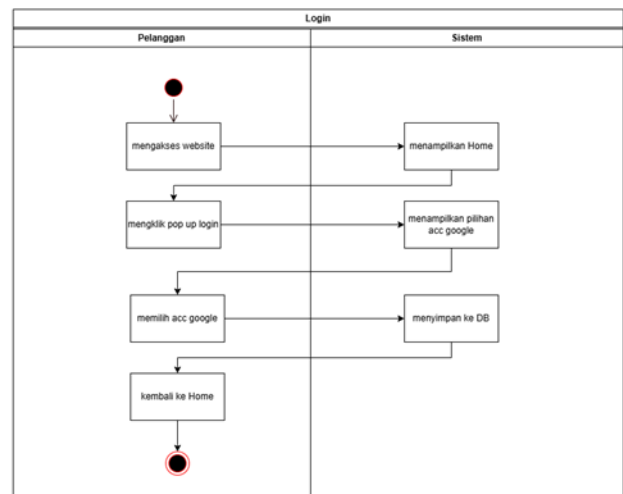 Login
Pelanggan
Sistem
mengakses website
menampilkan Home
mengklik pop up login
menampilkan pilihan
acc google
memilih acc google
menyimpan ke DB
kembali ke Home